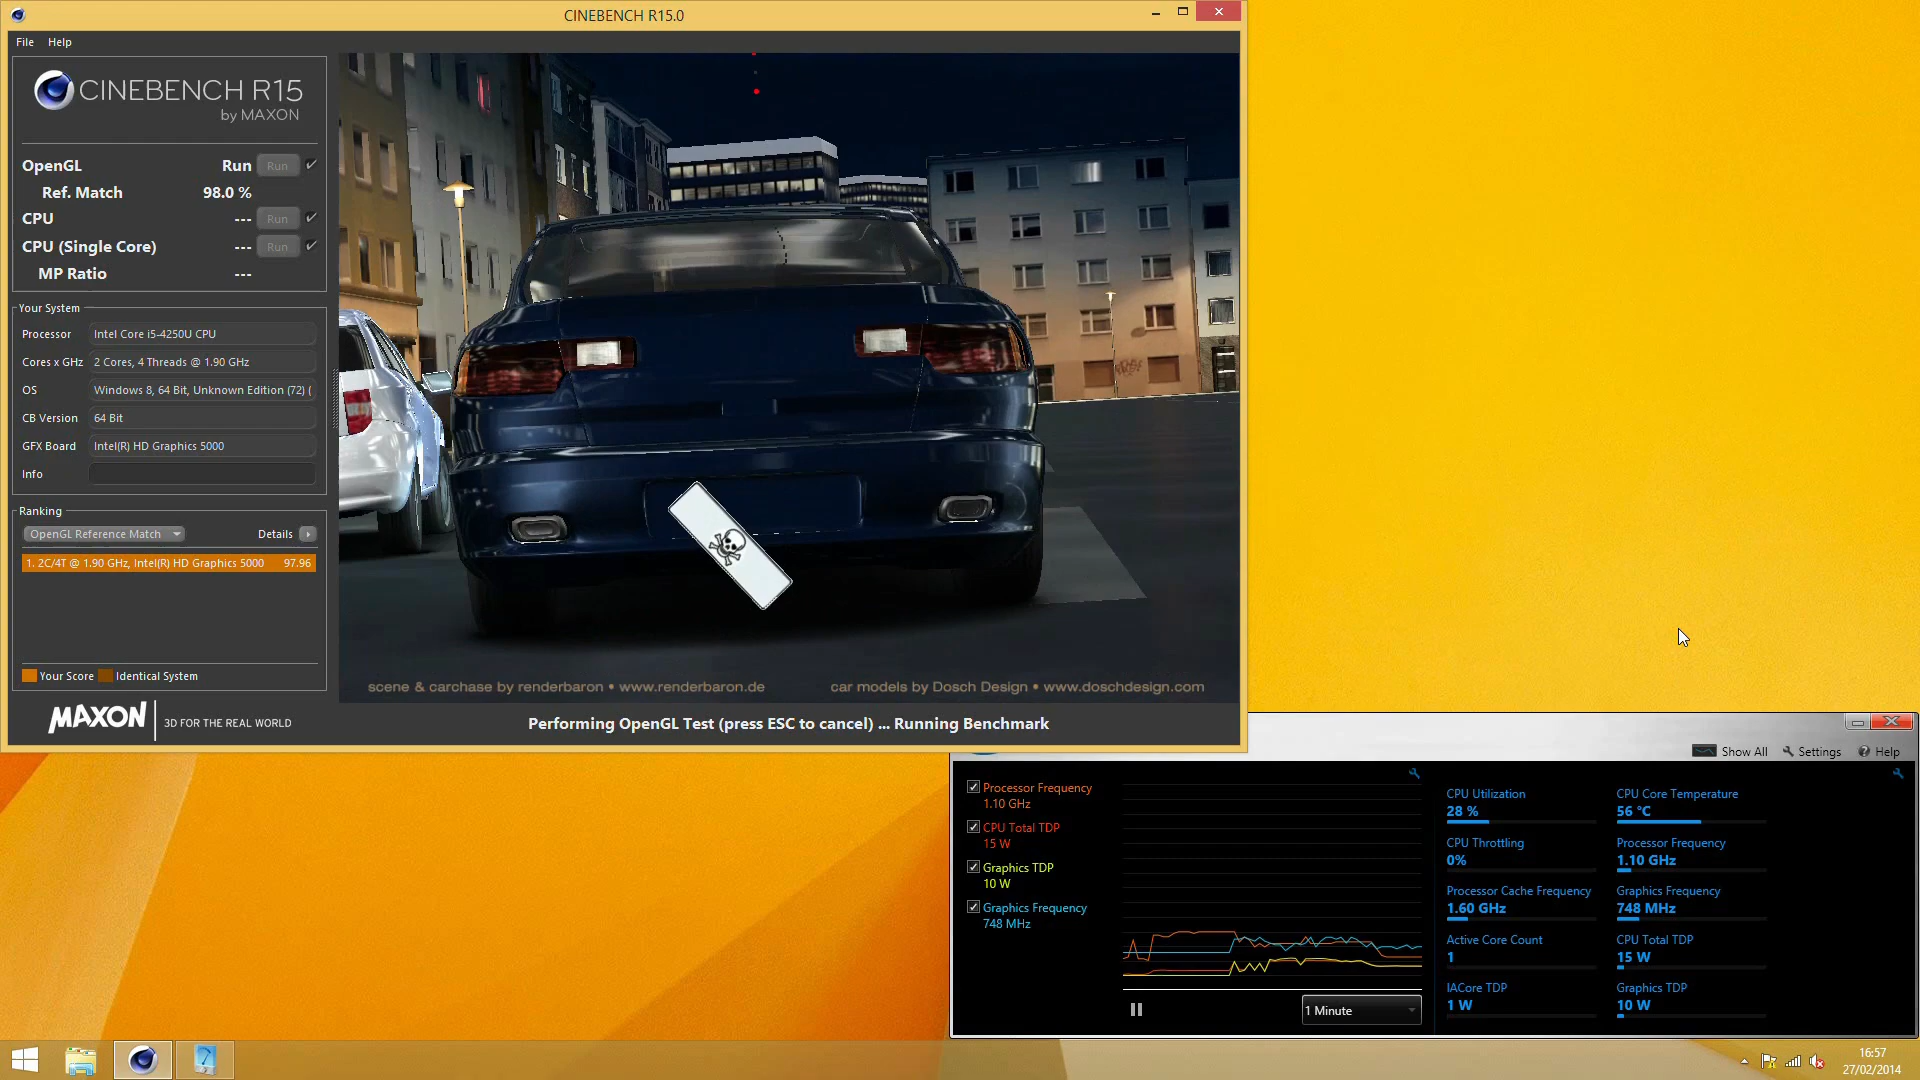 CINEBENCH R15.0
File Help
CINEBENCH R15
by MAXON
OpenGL Run Run
Ref. Match 98.0 %
CPU --- Run
CPU (Single Core) --- Run
MP Ratio ---
Your System
Processor Intel Core i5-4250U CPU
Cores x GHz 2 Cores, 4 Threads @ 1.90 GHz
OS Windows 8, 64 Bit, Unknown Edition (72) (
CB Version 64 Bit
GFX Board Intel(R) HD Graphics 5000
Info
Ranking
OpenGL Reference Match Details
1. 2C/4T @ 1.90 GHz, Intel(R) HD Graphics 5000 97.96
Your Score Identical System
MAXON 3D FOR THE REAL WORLD
scene & carchase by renderbaron • www.renderbaron.de
car models by Dosch Design • www.doschdesign.com
Performing OpenGL Test (press ESC to cancel) ... Running Benchmark
Show All Settings Help
Processor Frequency
1.10 GHz
CPU Total TDP
15 W
Graphics TDP
10 W
Graphics Frequency
748 MHz
1 Minute
CPU Utilization
28 %
CPU Core Temperature
56 °C
CPU Throttling
0%
Processor Frequency
1.10 GHz
Processor Cache Frequency
1.60 GHz
Graphics Frequency
748 MHz
Active Core Count
1
CPU Total TDP
15 W
IACore TDP
1 W
Graphics TDP
10 W
16:57
27/02/2014